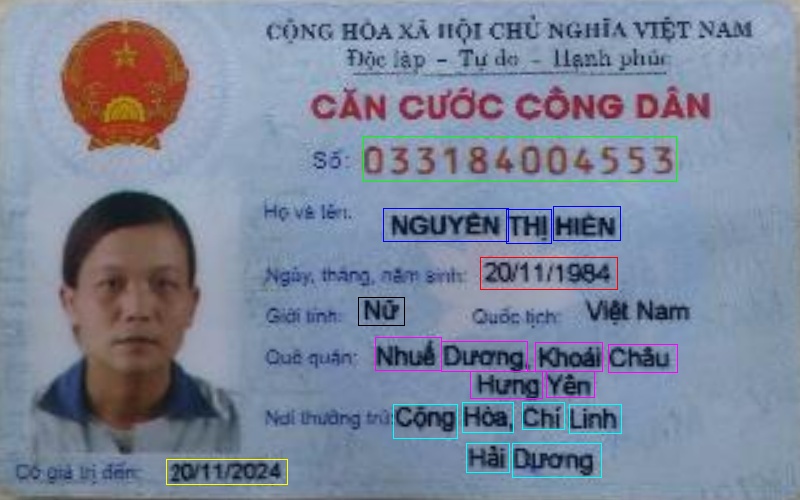 CỘNG HÒA XÃ HỘI CHỦ NGHĨA VIỆT NAM
Độc lập - Tự do - Hạnh phúc
CĂN CƯỚC CÔNG DÂN
Số: 033184004553
Họ và tên: NGUYỄN THỊ HIỀN
Ngày, tháng, năm sinh: 20/11/1984
Giới tính: Nữ Quốc tịch: Việt Nam
Quê quán: Nhuế Dương, Khoái Châu
Hưng Yên
Nơi thường trú: Cộng Hòa, Chí Linh
Hải Dương
Có giá trị đến: 20/11/2024